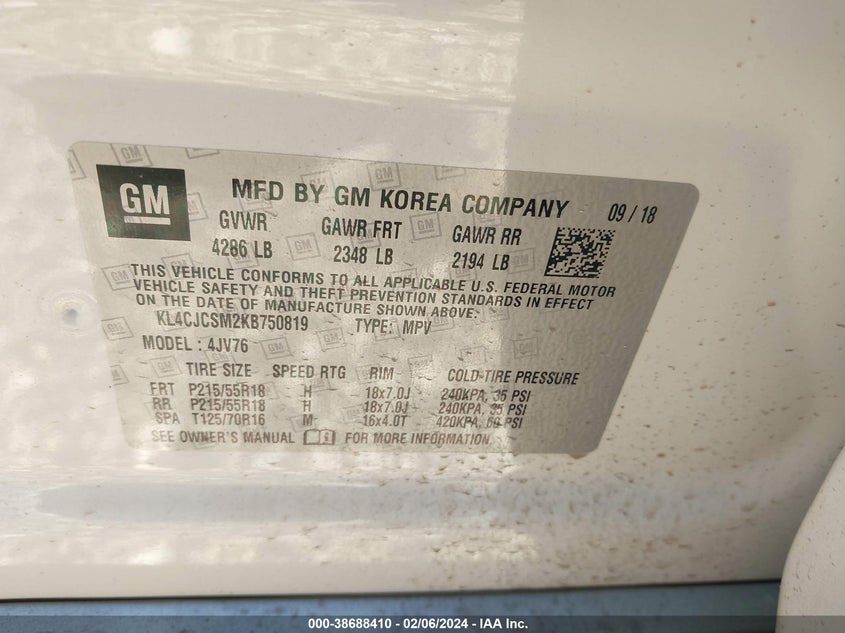 GM
MFD BY GM KOREA COMPANY 09 / 18
GVWR GAWR FRT GAWR RR
4286 LB 2348 LB 2194 LB
THIS VEHICLE CONFORMS TO ALL APPLICABLE U.S. FEDERAL MOTOR
VEHICLE SAFETY AND THEFT PREVENTION STANDARDS IN EFFECT
ON THE DATE OF MANUFACTURE SHOWN ABOVE.
KL4CJCSM2KB750819 TYPE: MPV
MODEL : 4JV76
TIRE SIZE SPEED RTG RIM COLD-TIRE PRESSURE
FRT P215/55R18 H 18x7.0J 240KPA, 35 PSI
RR P215/55R18 H 18x7.0J 240KPA, 35 PSI
SPA T125/70R16 M 16x4.0T 420KPA, 60 PSI
SEE OWNER'S MANUAL FOR MORE INFORMATION.
000-38688410 — 02/06/2024 — IAA Inc.